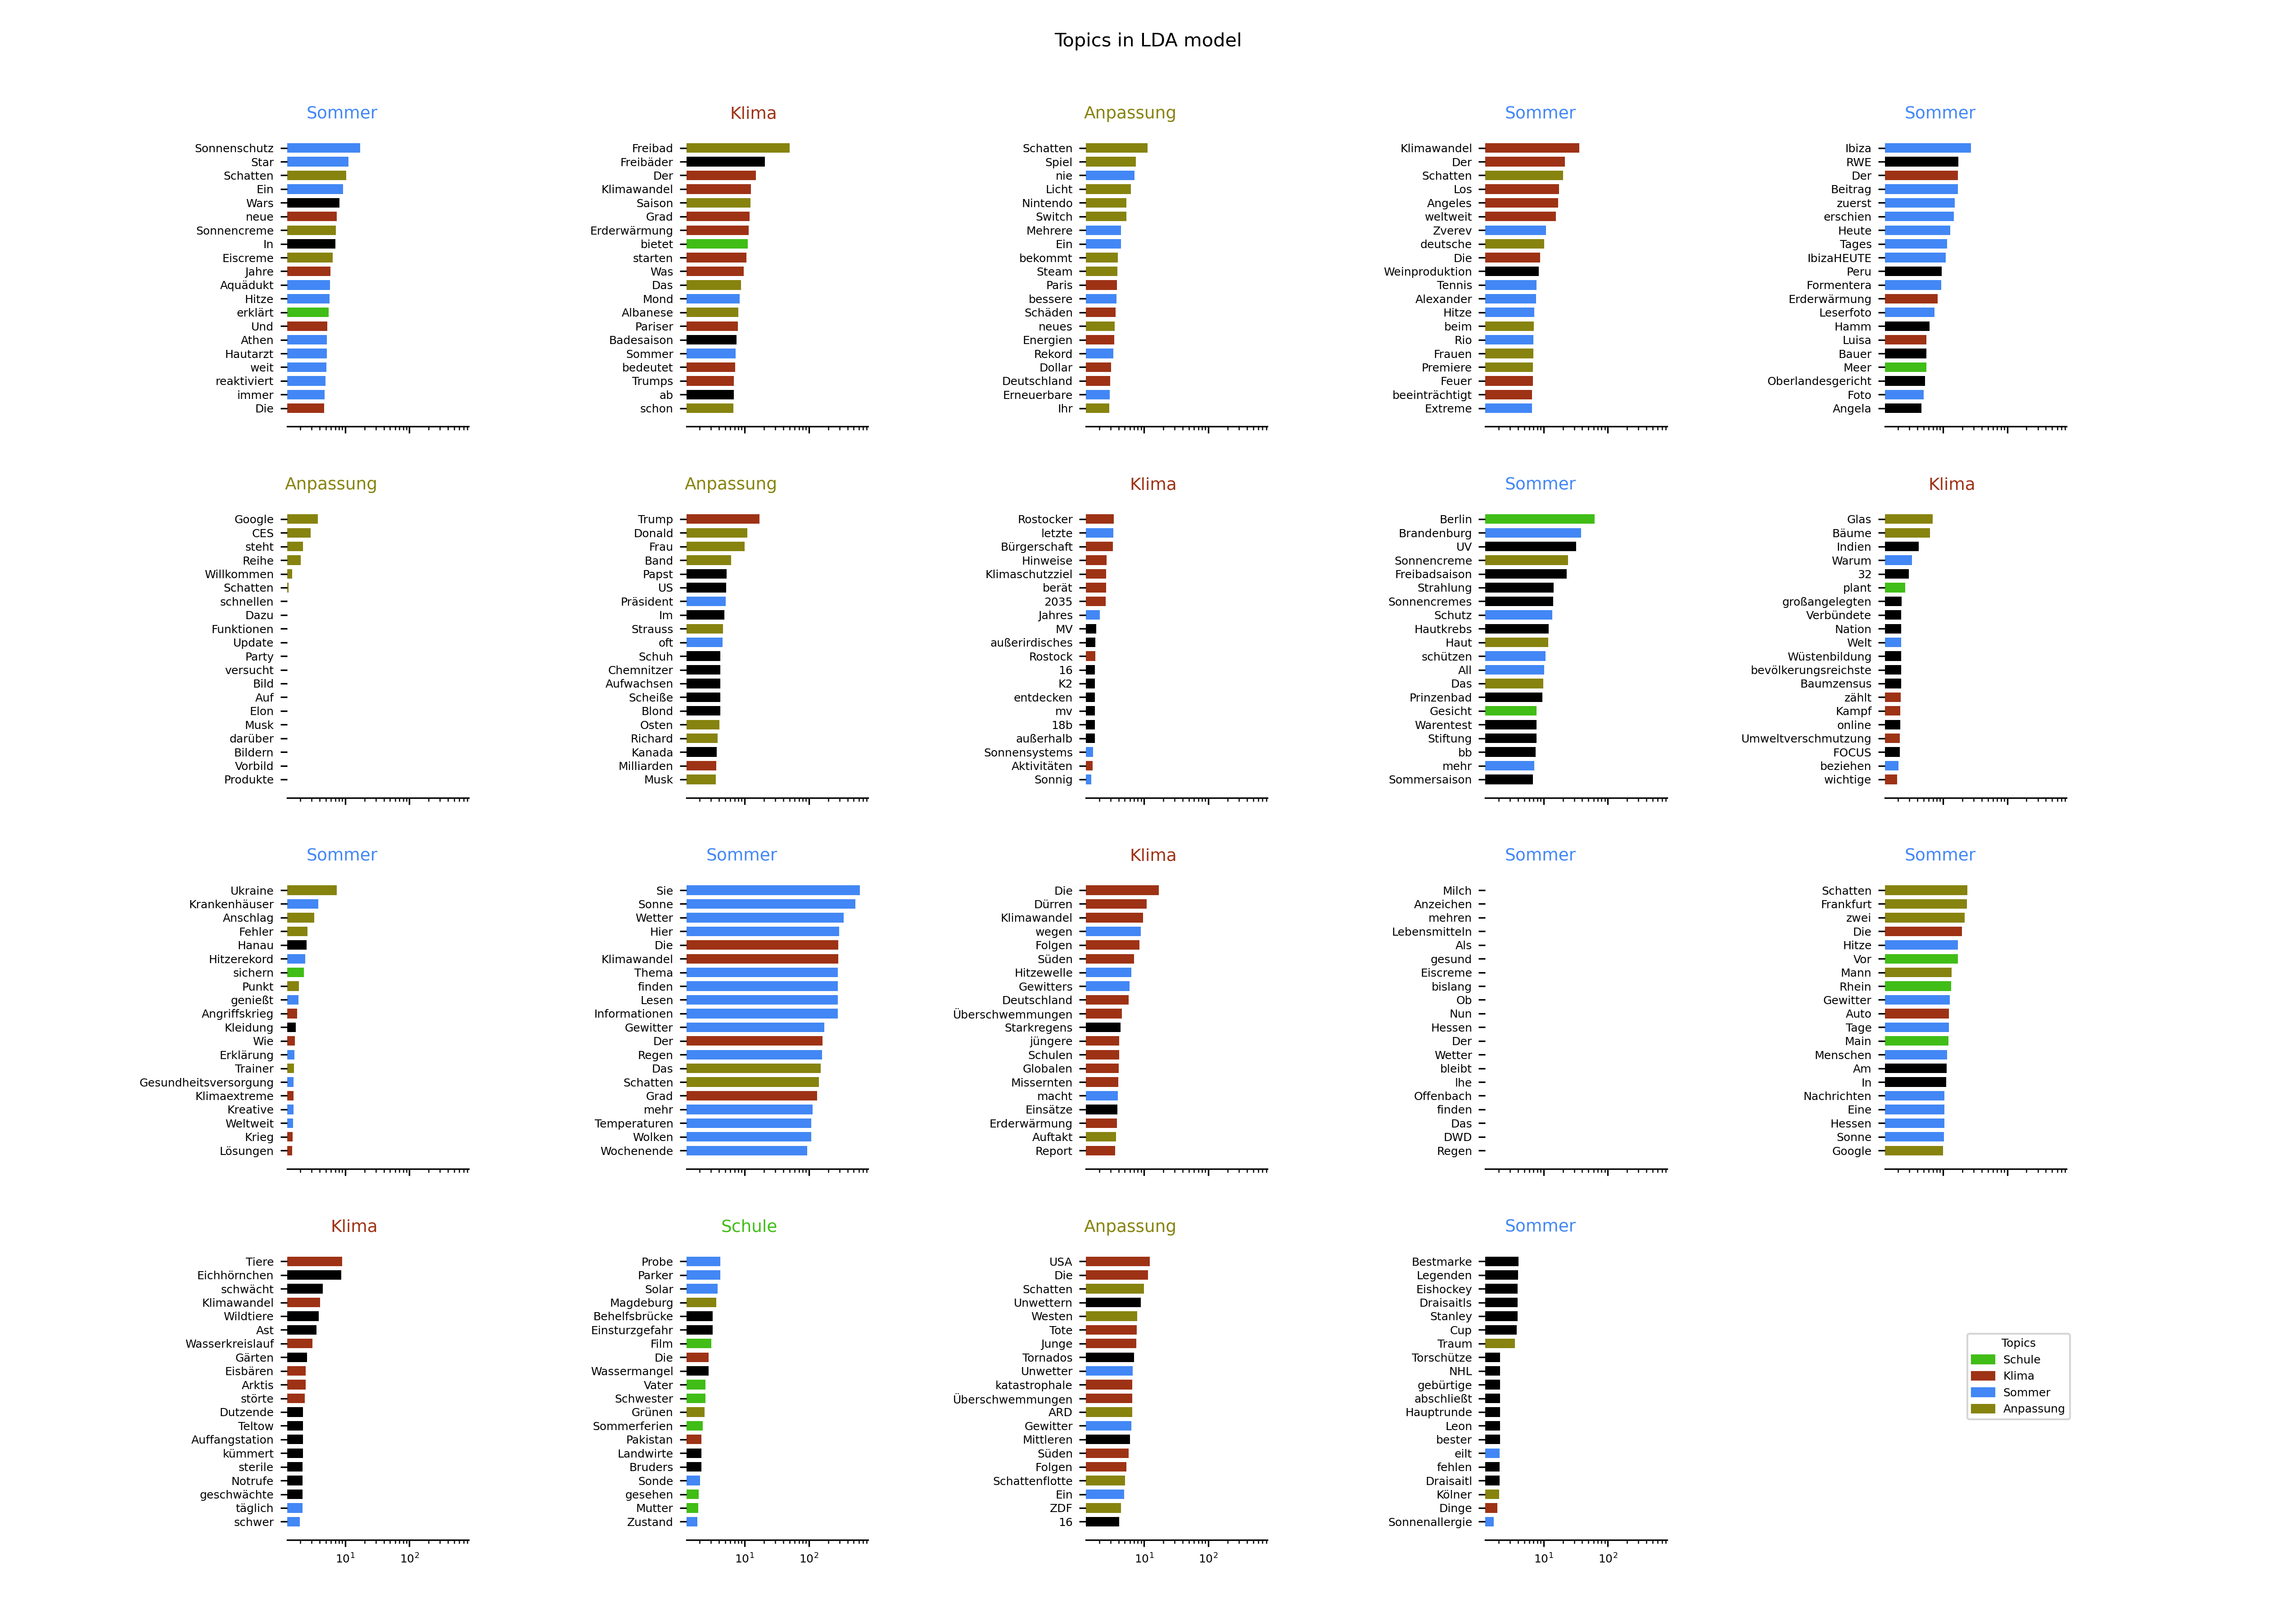 Topics in LDA model
Sommer
Sonnenschutz
Star
Schatten
Ein
Wars
neue
Sonnencreme
In
Eiscreme
Jahre
Aquädukt
Hitze
erklärt
Und
Athen
Hautarzt
weit
reaktiviert
immer
Die
Klima
Freibad
Freibäder
Der
Klimawandel
Saison
Grad
Erderwärmung
bietet
starten
Was
Das
Mond
Albanese
Pariser
Badesaison
Sommer
bedeutet
Trumps
ab
schon
Anpassung
Schatten
Spiel
nie
Licht
Nintendo
Switch
Mehrere
Ein
bekommt
Steam
Paris
bessere
Schäden
neues
Energien
Rekord
Dollar
Deutschland
Erneuerbare
Ihr
Sommer
Klimawandel
Der
Schatten
Los
Angeles
weltweit
Zverev
deutsche
Die
Weinproduktion
Tennis
Alexander
Hitze
beim
Rio
Frauen
Premiere
Feuer
beeinträchtigt
Extreme
Sommer
Ibiza
RWE
Der
Beitrag
zuerst
erschien
Heute
Tages
IbizaHEUTE
Peru
Formentera
Erderwärmung
Leserfoto
Hamm
Luisa
Bauer
Meer
Oberlandesgericht
Foto
Angela
Anpassung
Google
CES
steht
Reihe
Willkommen
Schatten
schnellen
Dazu
Funktionen
Update
Party
versucht
Bild
Auf
Elon
Musk
darüber
Bildern
Vorbild
Produkte
Anpassung
Trump
Donald
Frau
Band
Papst
US
Präsident
Im
Strauss
oft
Schuh
Chemnitzer
Aufwachsen
Scheiße
Blond
Osten
Richard
Kanada
Milliarden
Musk
Klima
Rostocker
letzte
Bürgerschaft
Hinweise
Klimaschutzziel
berät
2035
Jahres
MV
außerirdisches
Rostock
16
K2
entdecken
mv
18b
außerhalb
Sonnensystems
Aktivitäten
Sonnig
Sommer
Berlin
Brandenburg
UV
Sonnencreme
Freibadsaison
Strahlung
Sonnencremes
Schutz
Hautkrebs
Haut
schützen
All
Das
Prinzenbad
Gesicht
Warentest
Stiftung
bb
mehr
Sommersaison
Klima
Glas
Bäume
Indien
Warum
32
plant
großangelegten
Verbündete
Nation
Welt
Wüstenbildung
bevölkerungsreichste
Baumzensus
zählt
Kampf
online
Umweltverschmutzung
FOCUS
beziehen
wichtige
Sommer
Ukraine
Krankenhäuser
Anschlag
Fehler
Hanau
Hitzerekord
sichern
Punkt
genießt
Angriffskrieg
Kleidung
Wie
Erklärung
Trainer
Gesundheitsversorgung
Klimaextreme
Kreative
Weltweit
Krieg
Lösungen
Sommer
Sie
Sonne
Wetter
Hier
Die
Klimawandel
Thema
finden
Lesen
Informationen
Gewitter
Der
Regen
Das
Schatten
Grad
mehr
Temperaturen
Wolken
Wochenende
Klima
Die
Dürren
Klimawandel
wegen
Folgen
Süden
Hitzewelle
Gewitters
Deutschland
Überschwemmungen
Starkregens
jüngere
Schulen
Globalen
Missernten
macht
Einsätze
Erderwärmung
Auftakt
Report
Sommer
Milch
Anzeichen
mehren
Lebensmitteln
Als
gesund
Eiscreme
bislang
Ob
Nun
Hessen
Der
Wetter
bleibt
Ihe
Offenbach
finden
Das
DWD
Regen
Sommer
Schatten
Frankfurt
zwei
Die
Hitze
Vor
Mann
Rhein
Gewitter
Auto
Tage
Main
Menschen
Am
In
Nachrichten
Eine
Hessen
Sonne
Google
Klima
Tiere
Eichhörnchen
schwächt
Klimawandel
Wildtiere
Ast
Wasserkreislauf
Gärten
Eisbären
Arktis
störte
Dutzende
Teltow
Auffangstation
kümmert
sterile
Notrufe
geschwächte
täglich
schwer
10¹ 10²
Schule
Probe
Parker
Solar
Magdeburg
Behelfsbrücke
Einsturzgefahr
Film
Die
Wassermangel
Vater
Schwester
Grünen
Sommerferien
Pakistan
Landwirte
Bruders
Sonde
gesehen
Mutter
Zustand
10¹ 10²
Anpassung
USA
Die
Schatten
Unwettern
Westen
Tote
Junge
Tornados
Unwetter
katastrophale
Überschwemmungen
ARD
Gewitter
Mittleren
Süden
Folgen
Schattenflotte
Ein
ZDF
16
10¹ 10²
Sommer
Bestmarke
Legenden
Eishockey
Draisaitls
Stanley
Cup
Traum
Torschütze
NHL
gebürtige
abschließt
Hauptrunde
Leon
bester
eilt
fehlen
Draisaitl
Kölner
Dinge
Sonnenallergie
10¹ 10²
Topics
Schule
Klima
Sommer
Anpassung